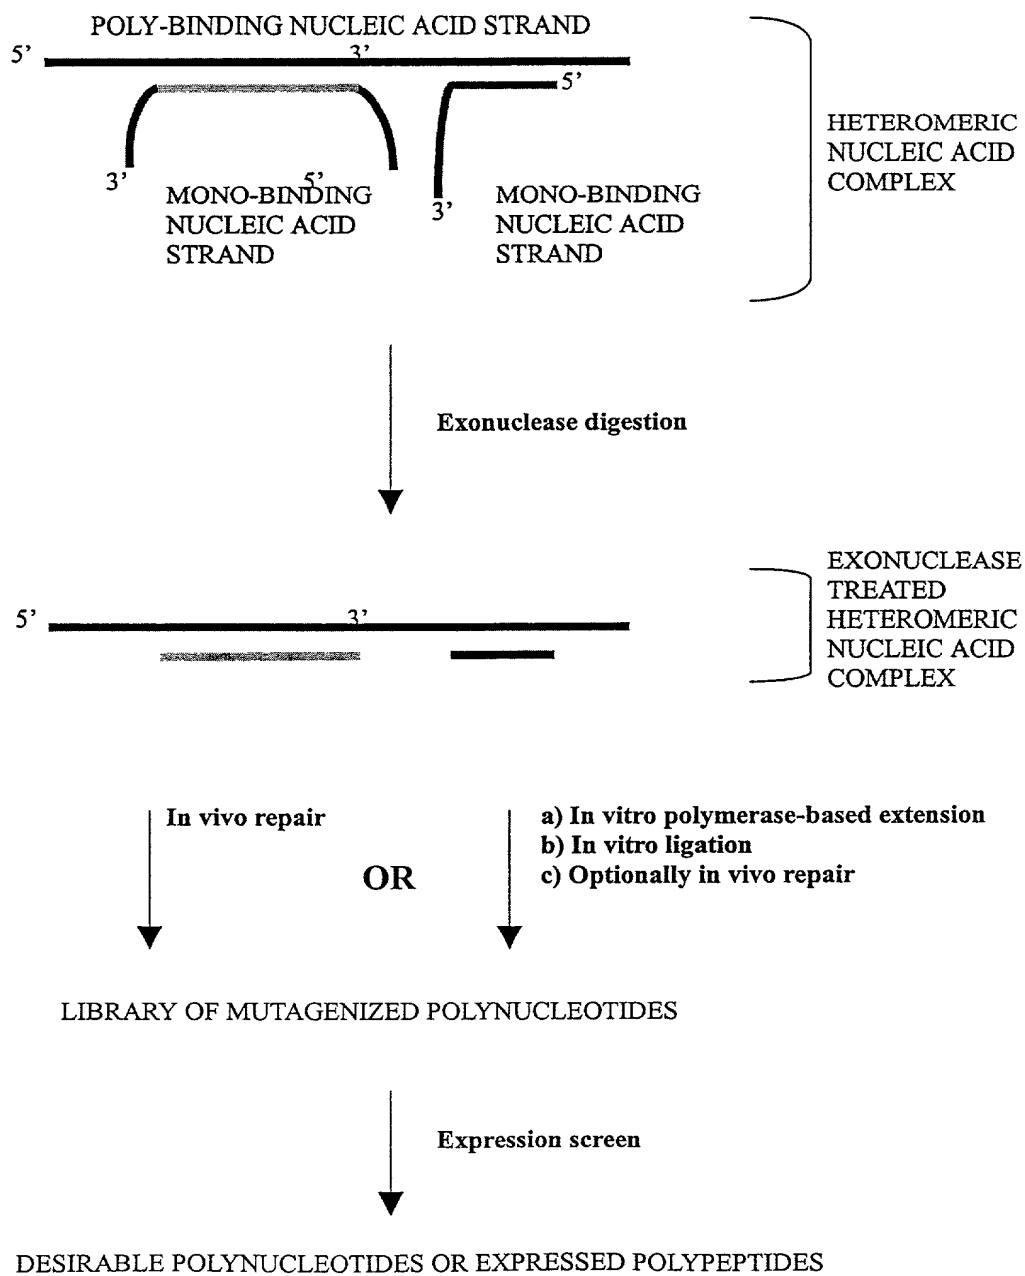 POLY-BINDING NUCLEIC ACID STRAND
5’ 3’
5’
3’ 5’
3’
MONO-BINDING
NUCLEIC ACID
STRAND
MONO-BINDING
NUCLEIC ACID
STRAND
HETEROMERIC
NUCLEIC ACID
COMPLEX
Exonuclease digestion
5’ 3’
EXONUCLEASE
TREATED
HETEROMERIC
NUCLEIC ACID
COMPLEX
In vivo repair
OR
a) In vitro polymerase-based extension
b) In vitro ligation
c) Optionally in vivo repair
LIBRARY OF MUTAGENIZED POLYNUCLEOTIDES
Expression screen
DESIRABLE POLYNUCLEOTIDES OR EXPRESSED POLYPEPTIDES